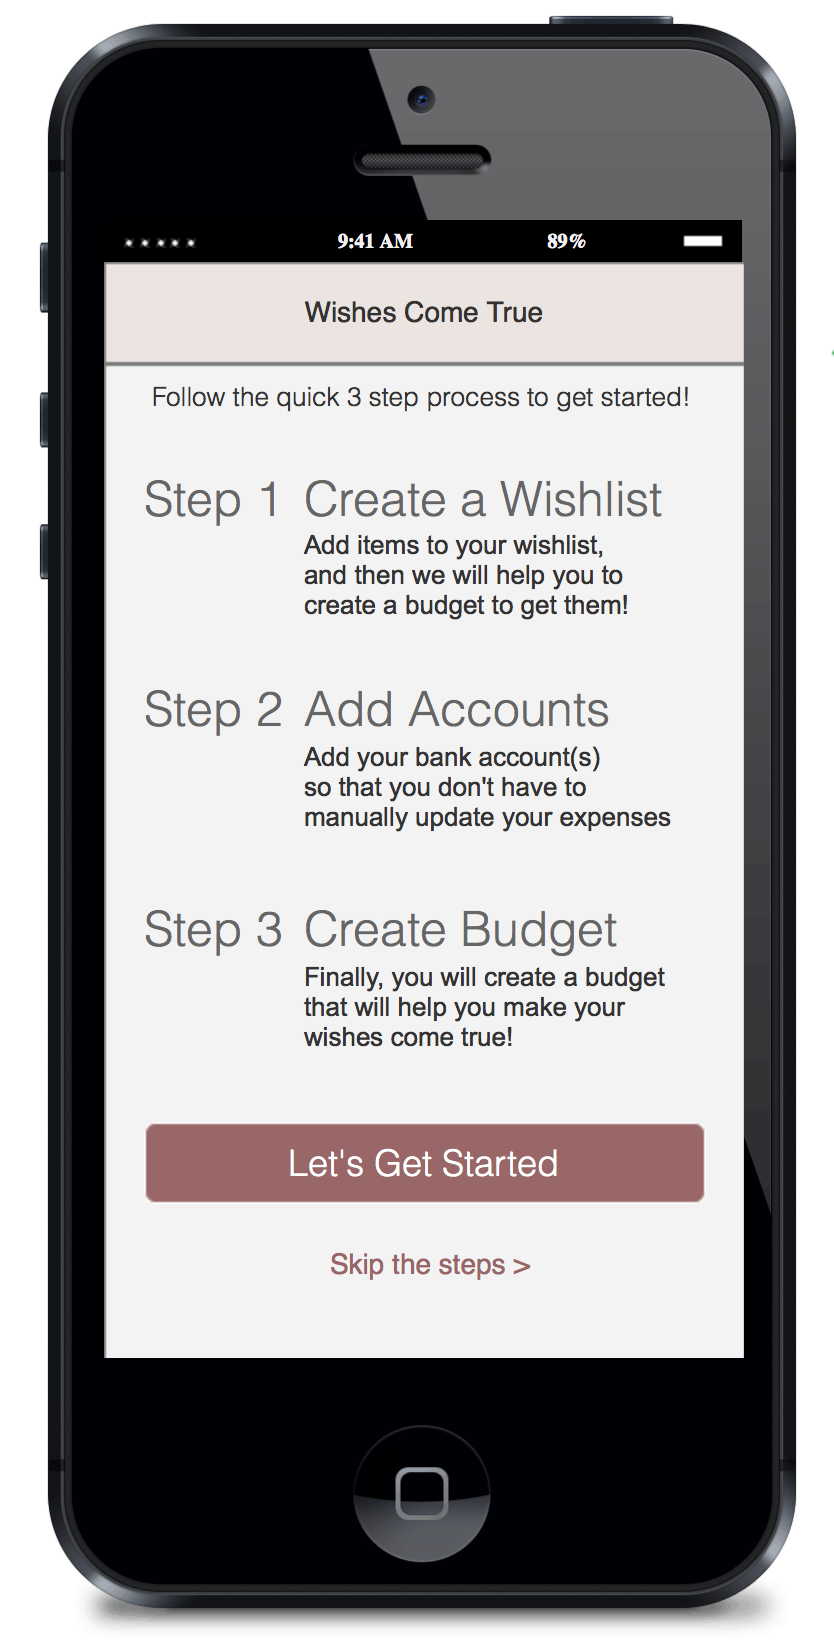 9:41 AM 89%
Wishes Come True
Follow the quick 3 step process to get started!
Step 1 Create a Wishlist
Add items to your wishlist,
and then we will help you to
create a budget to get them!
Step 2 Add Accounts
Add your bank account(s)
so that you don't have to
manually update your expenses
Step 3 Create Budget
Finally, you will create a budget
that will help you make your
wishes come true!
Let's Get Started
Skip the steps >